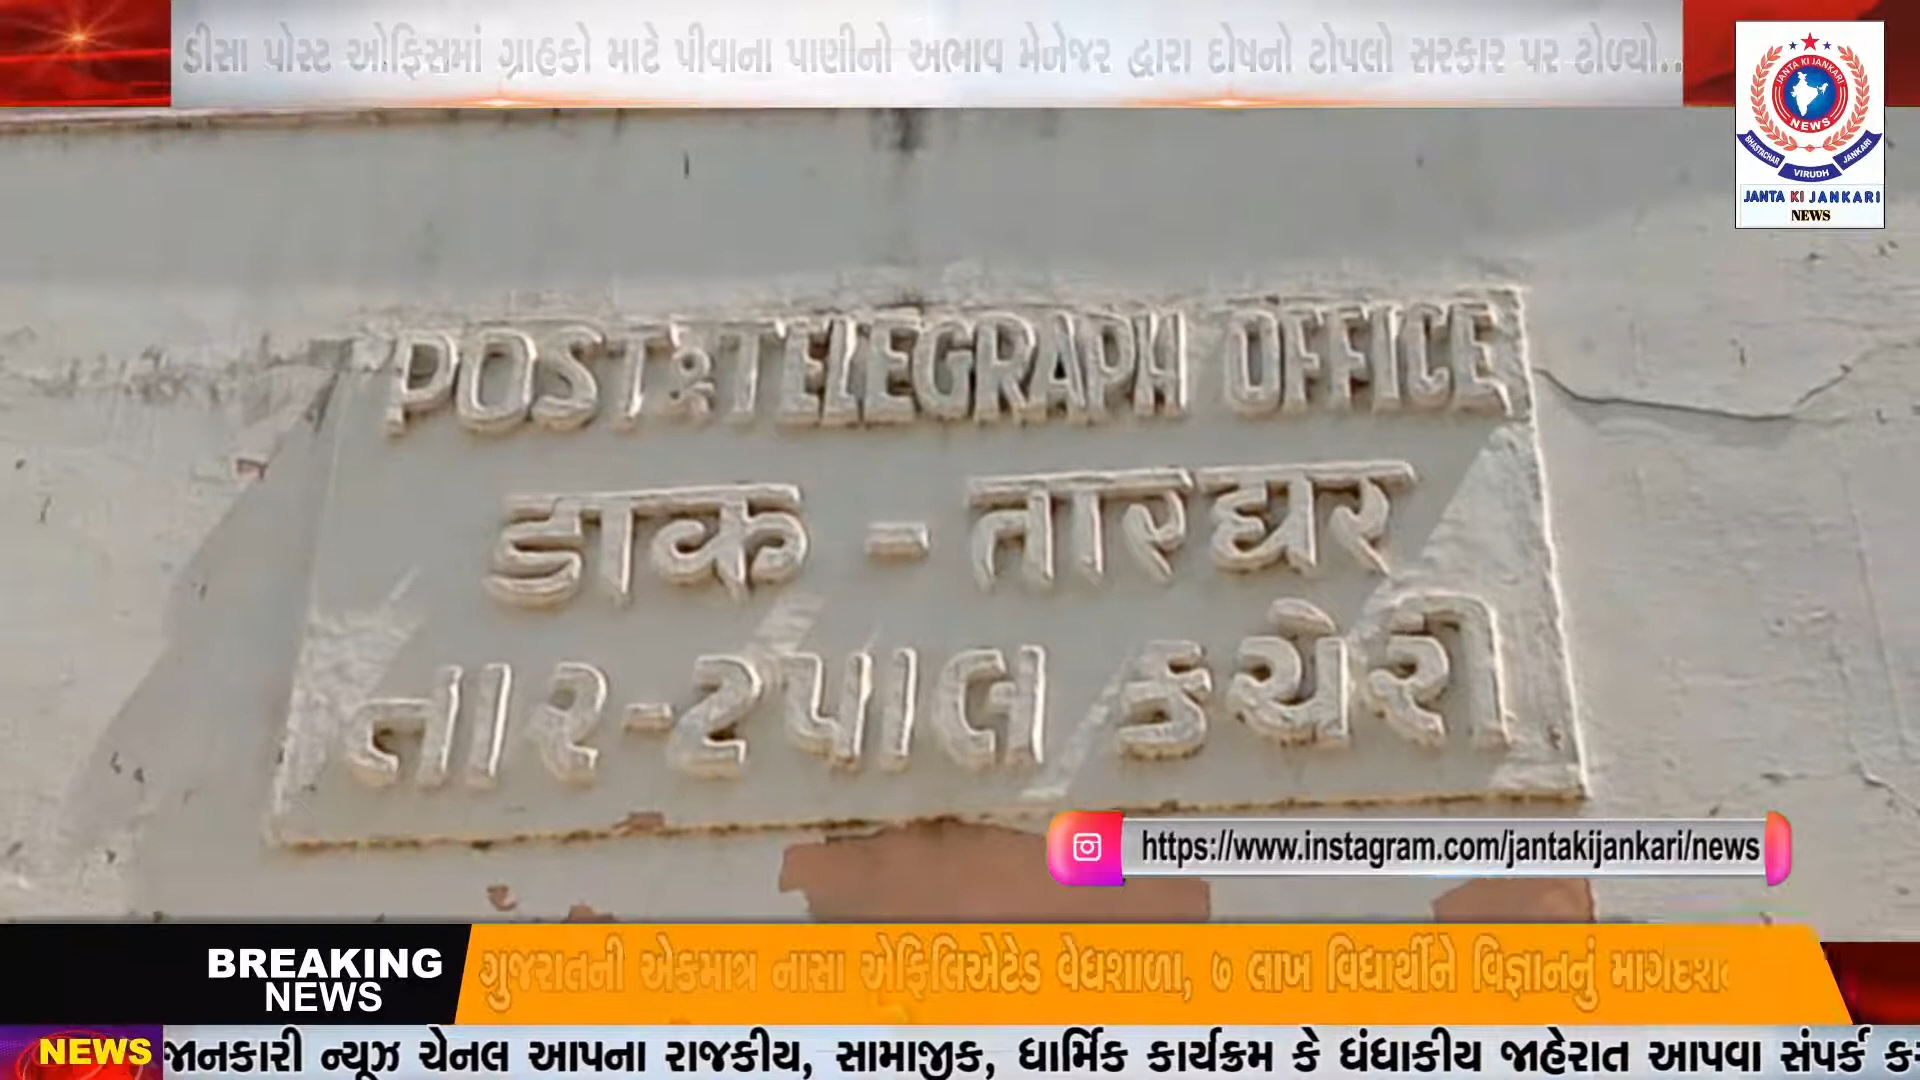 ડીસા પોસ્ટ ઓફિસમાં ગ્રાહકો માટે પીવાના પાણીનો અભાવ મેનેજર દ્વારા દોષનો ટોપલો સરકાર પર ઢોળ્યો..
JANTA KI JANKARI
NEWS
BHASTACHAR VIRUDH JANKARI
JANTA KI JANKARI
NEWS
POST & TELEGRAPH OFFICE
डाक - तारघर
તાર-ટપાલ કચેરી
https://www.instagram.com/jantakijankari/news
BREAKING NEWS
ગુજરાતની એકમાત્ર નાસા એફિલિએટેડ વેધશાળા, ૭ લાખ વિદ્યાર્થીને વિજ્ઞાનનું
NEWS જાનકારી ન્યૂઝ ચેનલ આપના રાજકીય, સામાજીક, ધાર્મિક કાર્યક્રમ કે ધંધાકીય જાહેરાત આપવા સંપર્ક